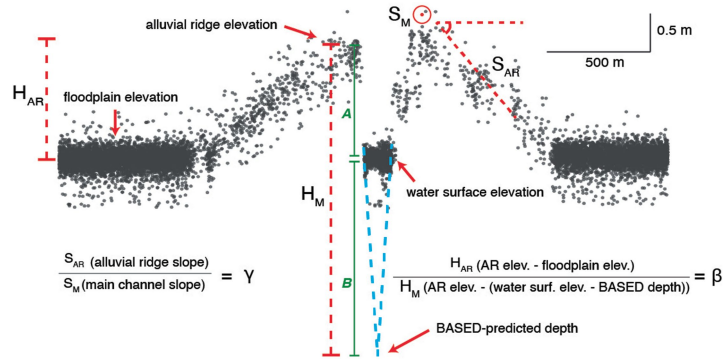 alluvial ridge elevation
S_M
0.5 m
500 m
H_AR
floodplain elevation
S_AR
A
H_M
water surface elevation
B
S_AR (alluvial ridge slope)
S_M (main channel slope)
= γ
H_AR (AR elev. - floodplain elev.)
H_M (AR elev. - (water surf. elev. - BASED depth))
= β
BASED-predicted depth